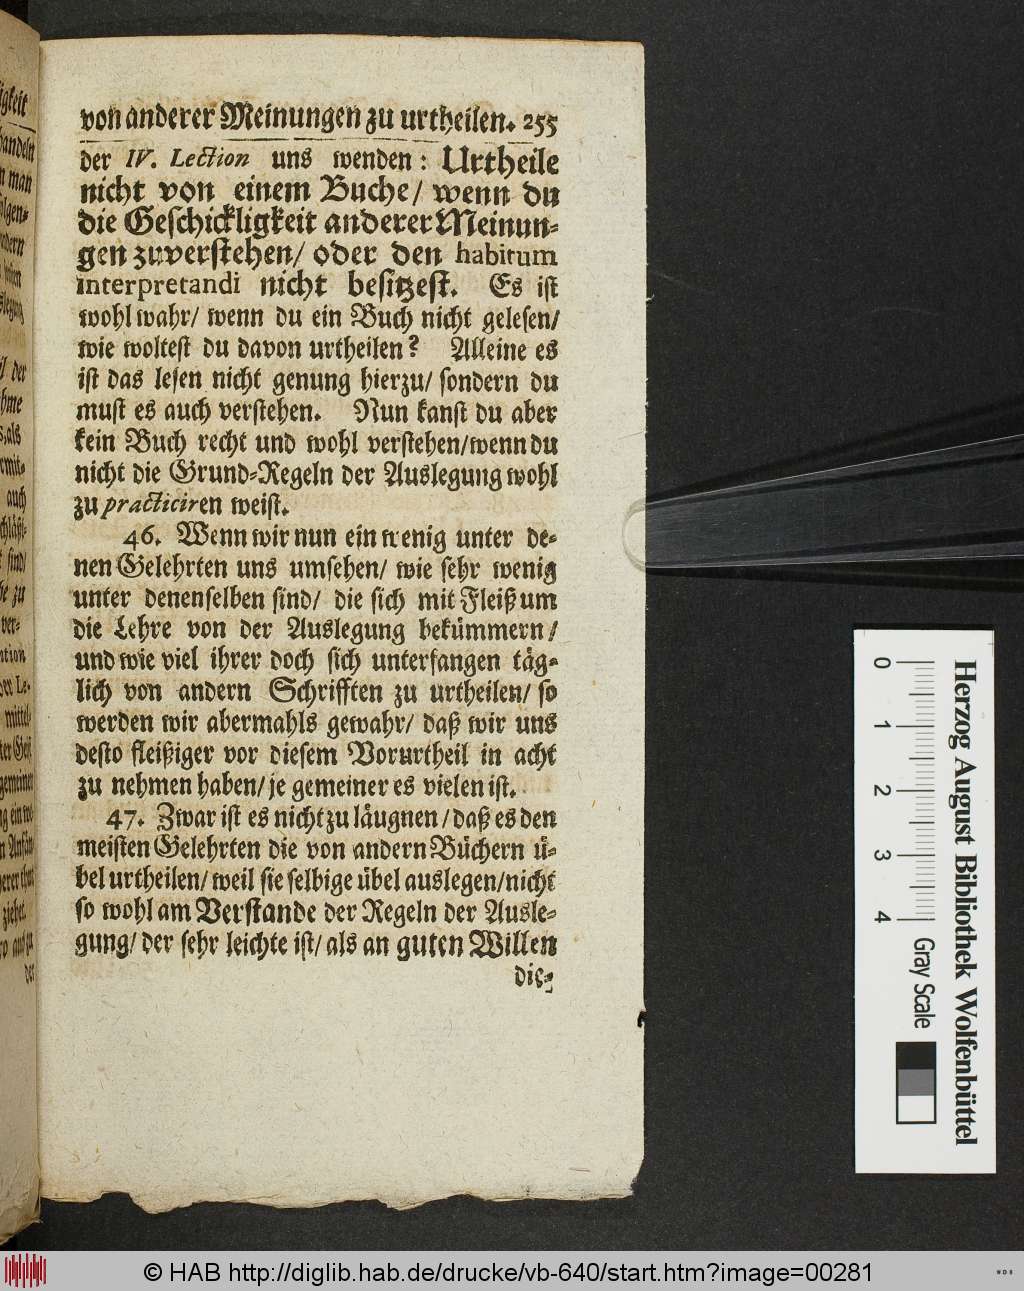 von anderer Meinungen zu urtheilen. 255
der IV. Lection uns wenden: Urtheile
nicht von einem Buche/ wenn du
die Geschickligkeit anderer Meinun-
gen zuverstehen/ oder den habitum
interpretandi nicht besitzest. Es ist
wohl wahr/ wenn du ein Buch nicht gelesen/
wie woltest du davon urtheilen? Alleine es
ist das lesen nicht genung hierzu/ sondern du
must es auch verstehen. Nun kanst du aber
kein Buch recht und wohl verstehen/ wenn du
nicht die Grund-Regeln der Auslegung wohl
zu practiciren weist.
46. Wenn wir nun ein wenig unter de-
nen Gelehrten uns umsehen/ wie sehr wenig
unter denenselben sind/ die sich mit Fleiß um
die Lehre von der Auslegung bekümmern/
und wie viel ihrer doch sich unterfangen täg-
lich von andern Schrifften zu urtheilen/ so
werden wir abermahls gewahr/ daß wir uns
desto fleißiger vor diesem Vorurtheil in acht
zu nehmen haben/ je gemeiner es vielen ist.
47. Zwar ist es nicht zu läugnen/ daß es den
meisten Gelehrten die von andern Büchern ü-
bel urtheilen/ weil sie selbige übel auslegen/ nicht
so wohl am Verstande der Regeln der Ausle-
gung/ der sehr leichte ist/ als an guten Willen
die-
0 1 2 3 4
Gray Scale
Herzog August Bibliothek Wolfenbüttel
© HAB http://diglib.hab.de/drucke/vb-640/start.htm?image=00281